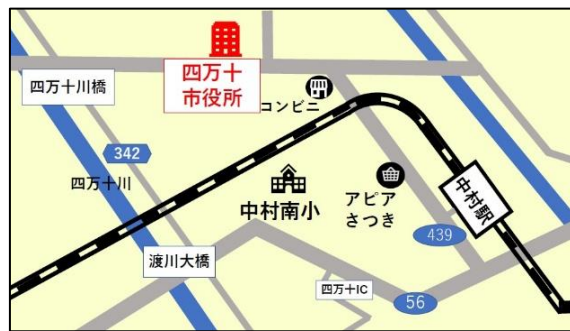 四万十
市役所
四万十川橋
コンビニ
342
四万十川
中村南小
アピア
さつき
中村駅
439
渡川大橋
四万十IC
56